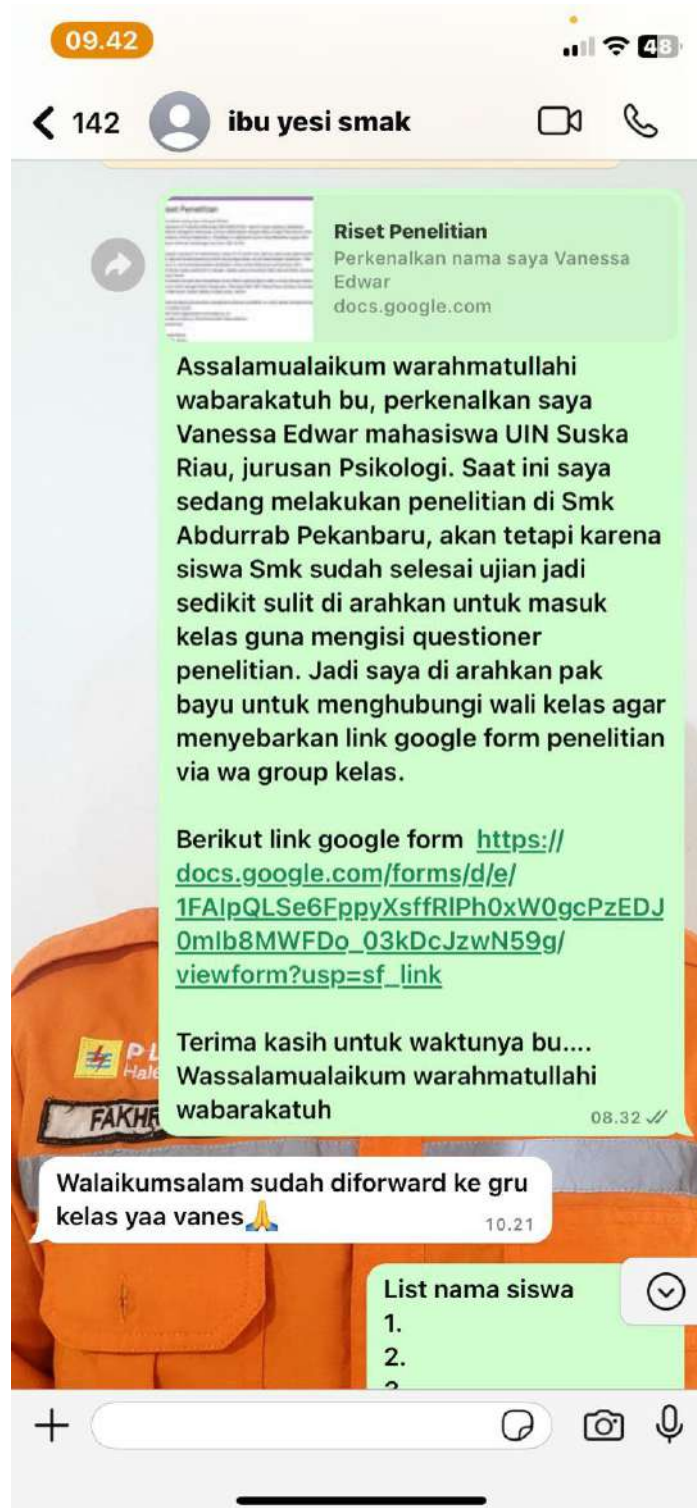 09.42
48
142
ibu yesi smak
Riset Penelitian
Perkenalkan nama saya Vanessa
Edwar
docs.google.com
Assalamualaikum warahmatullahi
wabarakatuh bu, perkenalkan saya
Vanessa Edwar mahasiswa UIN Suska
Riau, jurusan Psikologi. Saat ini saya
sedang melakukan penelitian di Smk
Abdurrab Pekanbaru, akan tetapi karena
siswa Smk sudah selesai ujian jadi
sedikit sulit di arahkan untuk masuk
kelas guna mengisi questioner
penelitian. Jadi saya di arahkan pak
bayu untuk menghubungi wali kelas agar
menyebarkan link google form penelitian
via wa group kelas.
Berikut link google form https://
docs.google.com/forms/d/e/
1FAIpQLSe6FppyXsffRlPh0xW0gcPzEDJ
0mlb8MWFDo_03kDcJzwN59g/
viewform?usp=sf_link
Terima kasih untuk waktunya bu....
Wassalamualaikum warahmatullahi
wabarakatuh
08.32
FAKHR
Walaikumsalam sudah diforward ke gru
kelas yaa vanes🙏
10.21
List nama siswa
1.
2.